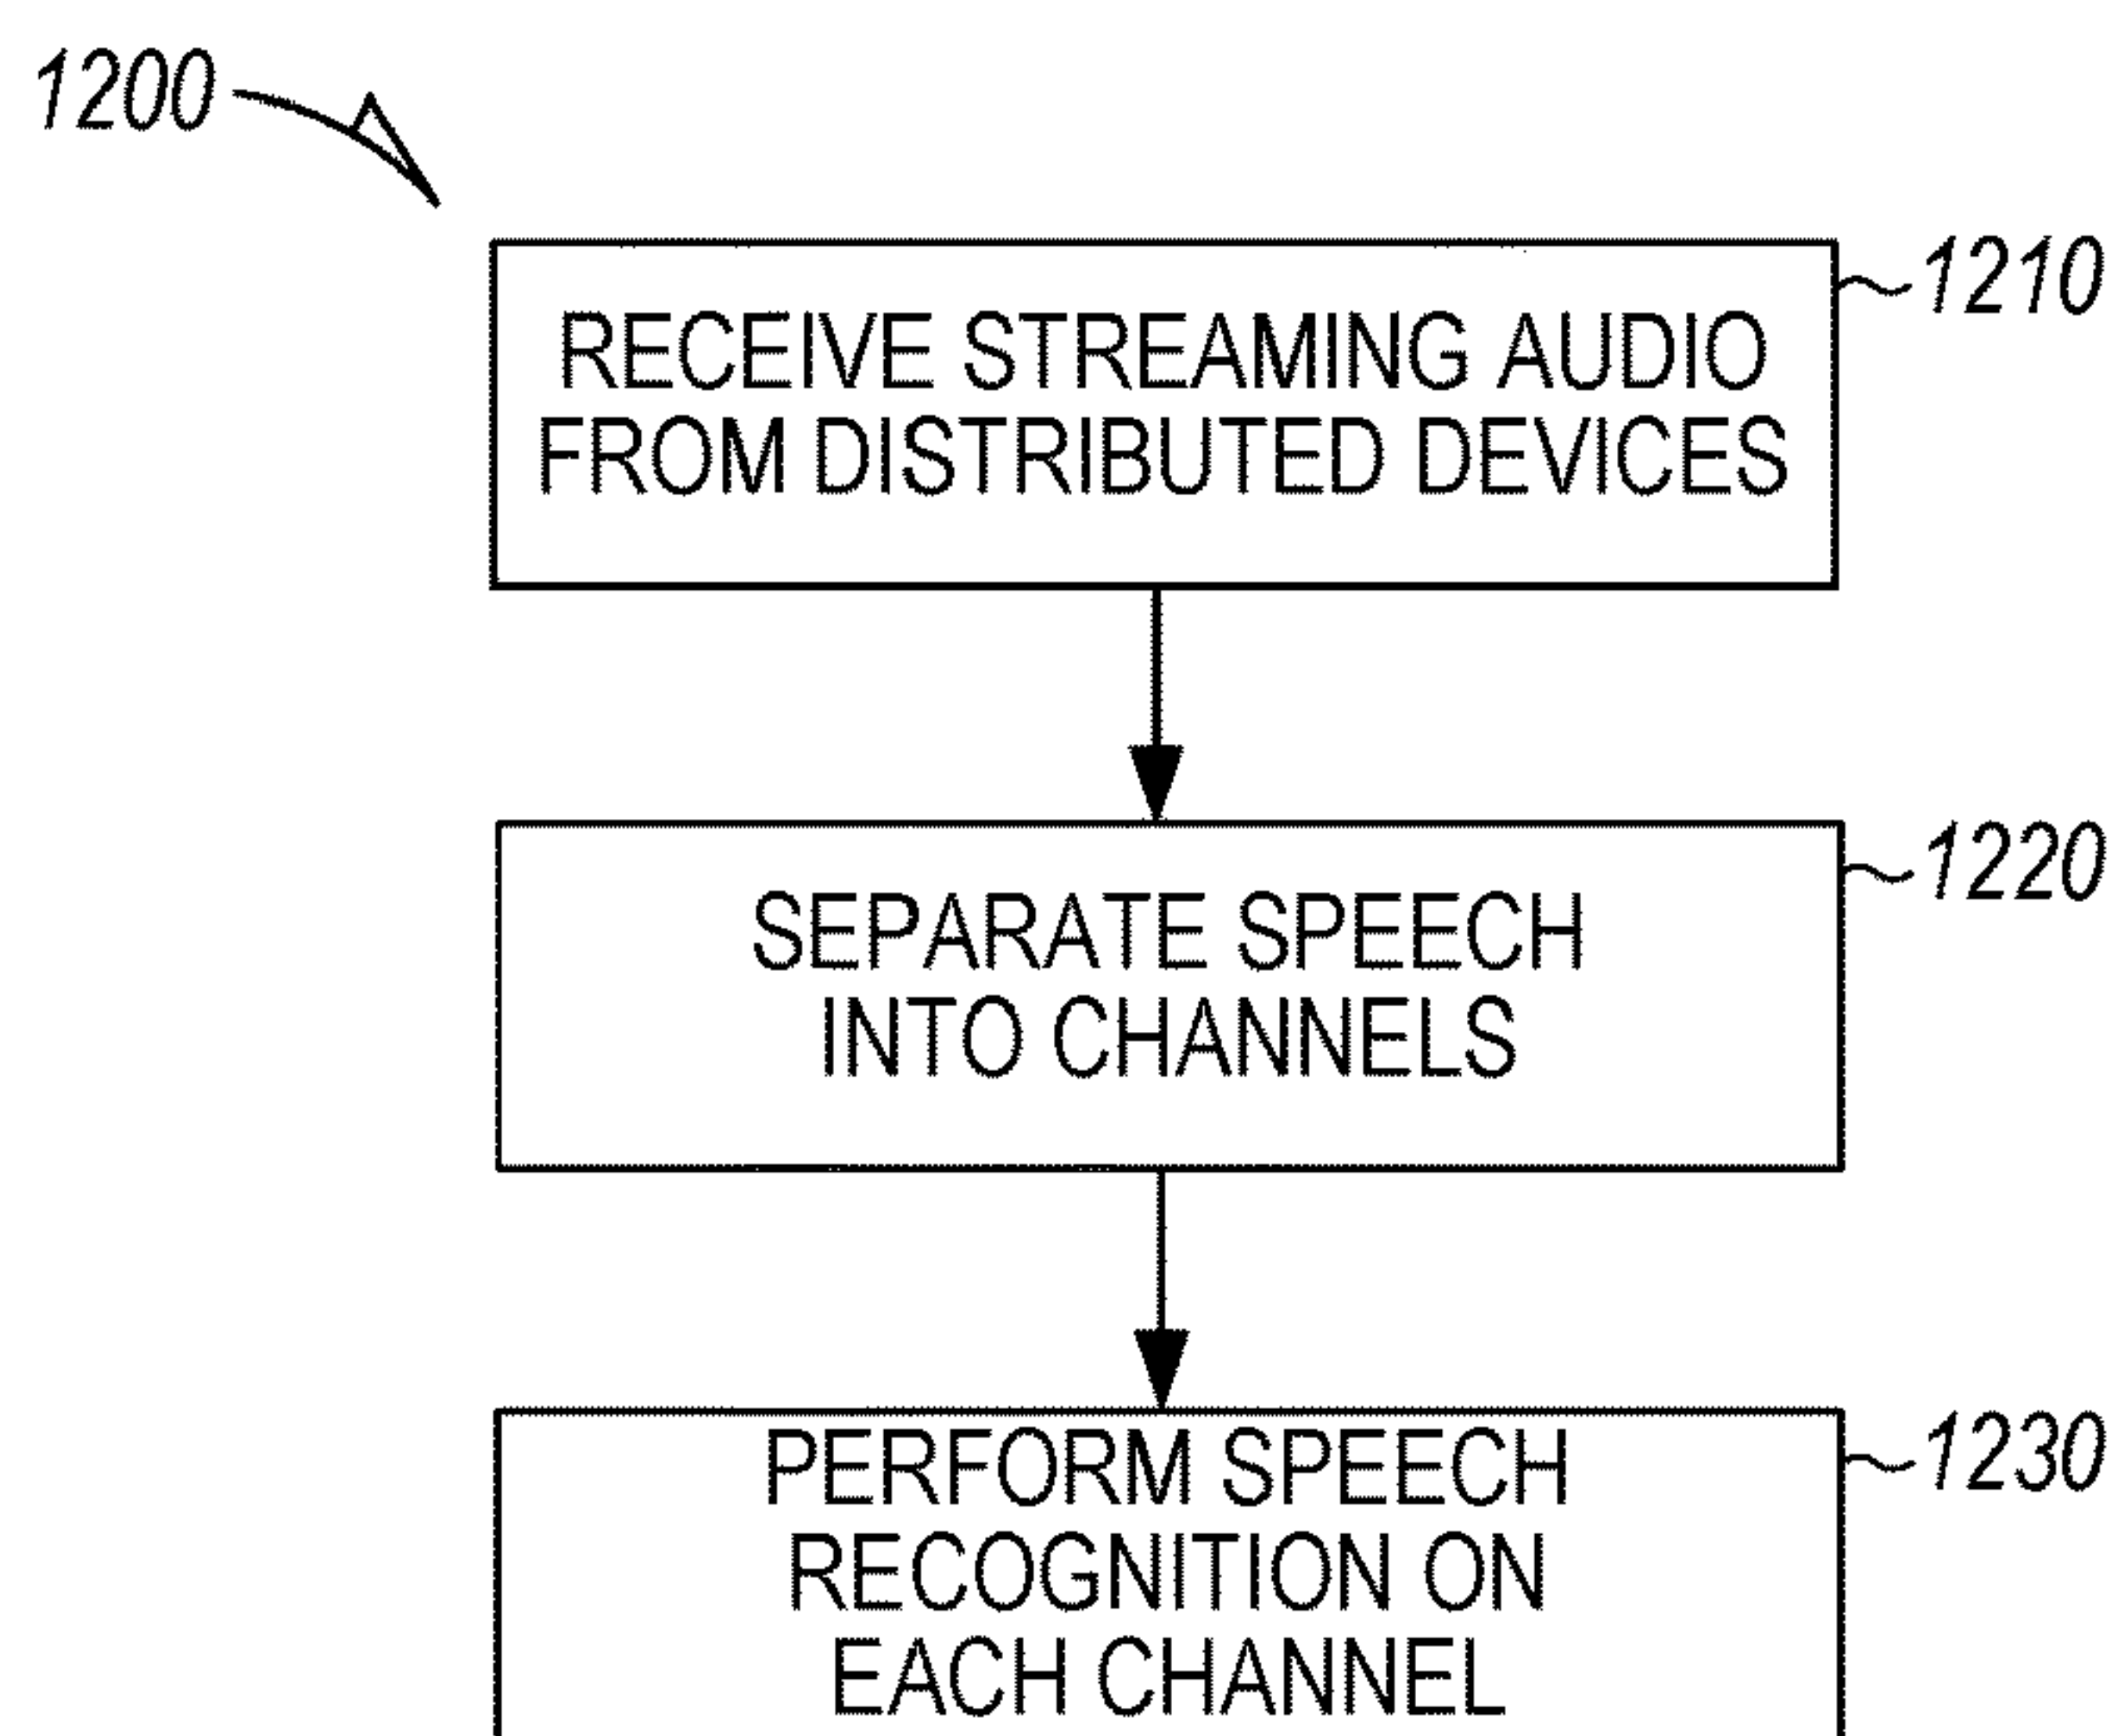 1200
RECEIVE STREAMING AUDIO
FROM DISTRIBUTED DEVICES
1210
SEPARATE SPEECH
INTO CHANNELS
1220
PERFORM SPEECH
RECOGNITION ON
EACH CHANNEL
1230